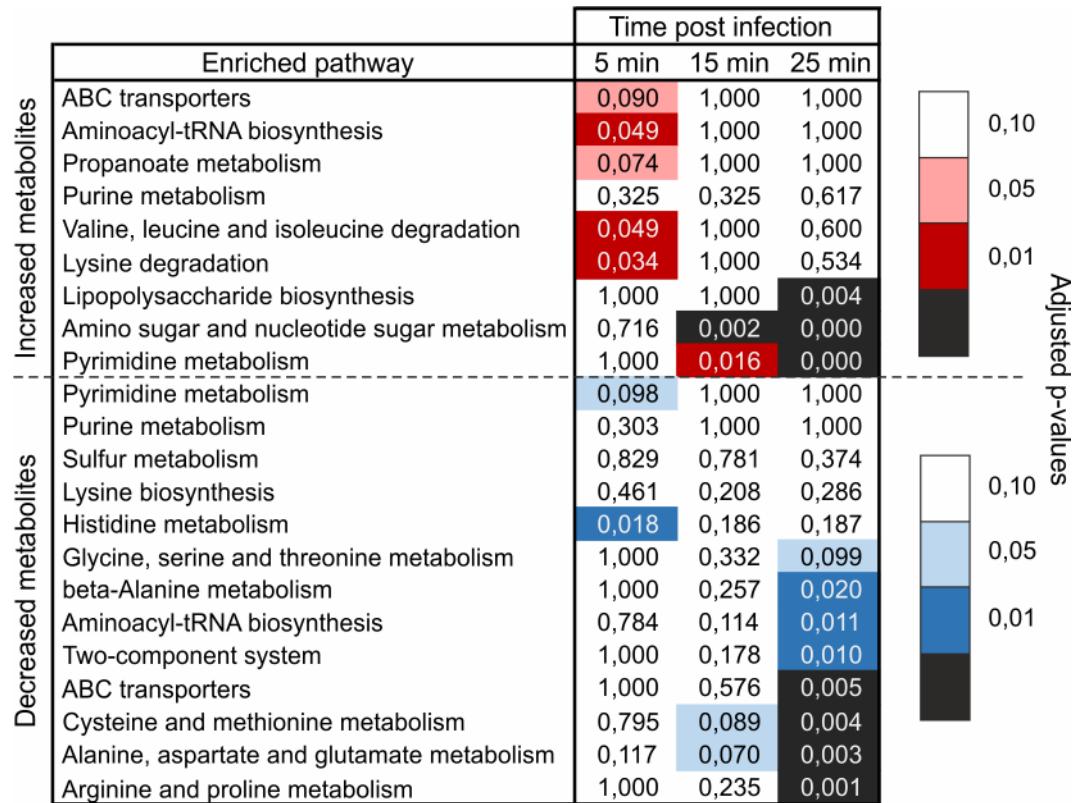 Time post infection
Enriched pathway 5 min 15 min 25 min
Increased metabolites
ABC transporters 0,090 1,000 1,000
Aminoacyl-tRNA biosynthesis 0,049 1,000 1,000
Propanoate metabolism 0,074 1,000 1,000
Purine metabolism 0,325 0,325 0,617
Valine, leucine and isoleucine degradation 0,049 1,000 0,600
Lysine degradation 0,034 1,000 0,534
Lipopolysaccharide biosynthesis 1,000 1,000 0,004
Amino sugar and nucleotide sugar metabolism 0,716 0,002 0,000
Pyrimidine metabolism 1,000 0,016 0,000
Decreased metabolites
Pyrimidine metabolism 0,098 1,000 1,000
Purine metabolism 0,303 1,000 1,000
Sulfur metabolism 0,829 0,781 0,374
Lysine biosynthesis 0,461 0,208 0,286
Histidine metabolism 0,018 0,186 0,187
Glycine, serine and threonine metabolism 1,000 0,332 0,099
beta-Alanine metabolism 1,000 0,257 0,020
Aminoacyl-tRNA biosynthesis 0,784 0,114 0,011
Two-component system 1,000 0,178 0,010
ABC transporters 1,000 0,576 0,005
Cysteine and methionine metabolism 0,795 0,089 0,004
Alanine, aspartate and glutamate metabolism 0,117 0,070 0,003
Arginine and proline metabolism 1,000 0,235 0,001
0,10
0,05
0,01
0,10
0,05
0,01
Adjusted p-values